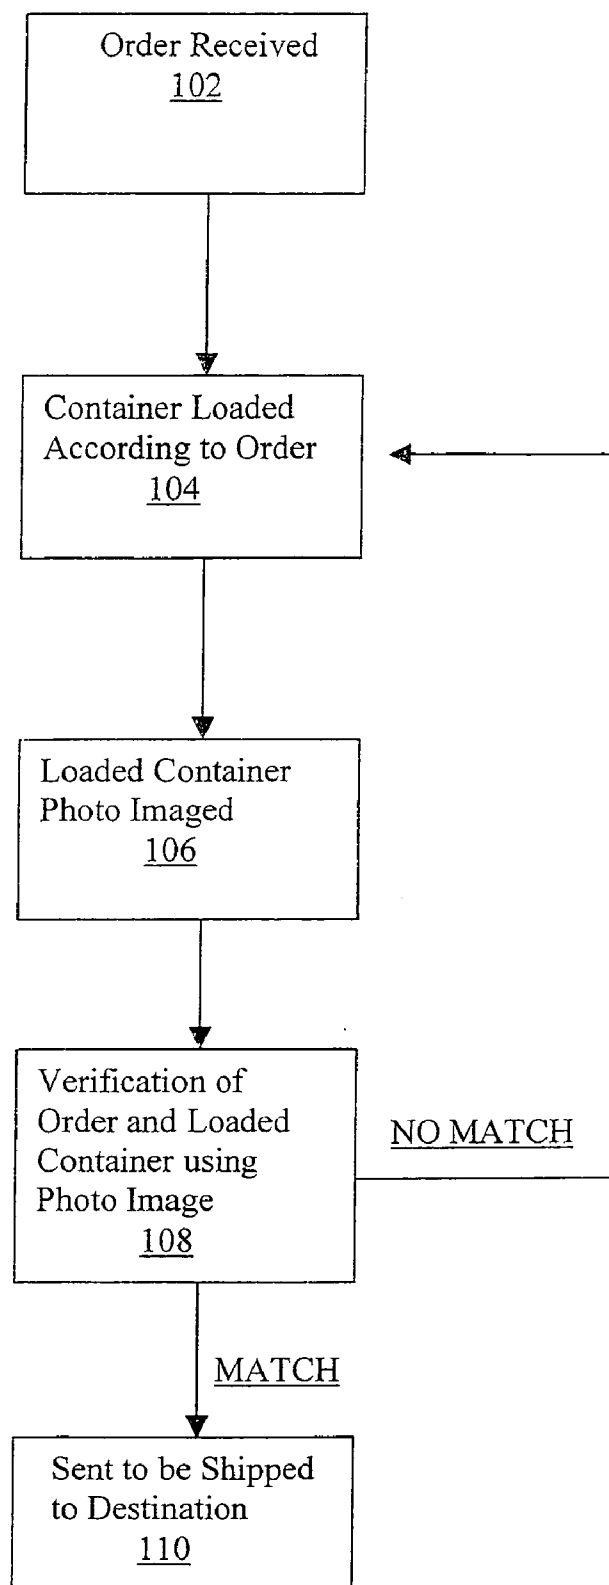 Order Received
102
Container Loaded
According to Order
104
Loaded Container
Photo Imaged
106
Verification of
Order and Loaded
Container using
Photo Image
108
NO MATCH
MATCH
Sent to be Shipped
to Destination
110